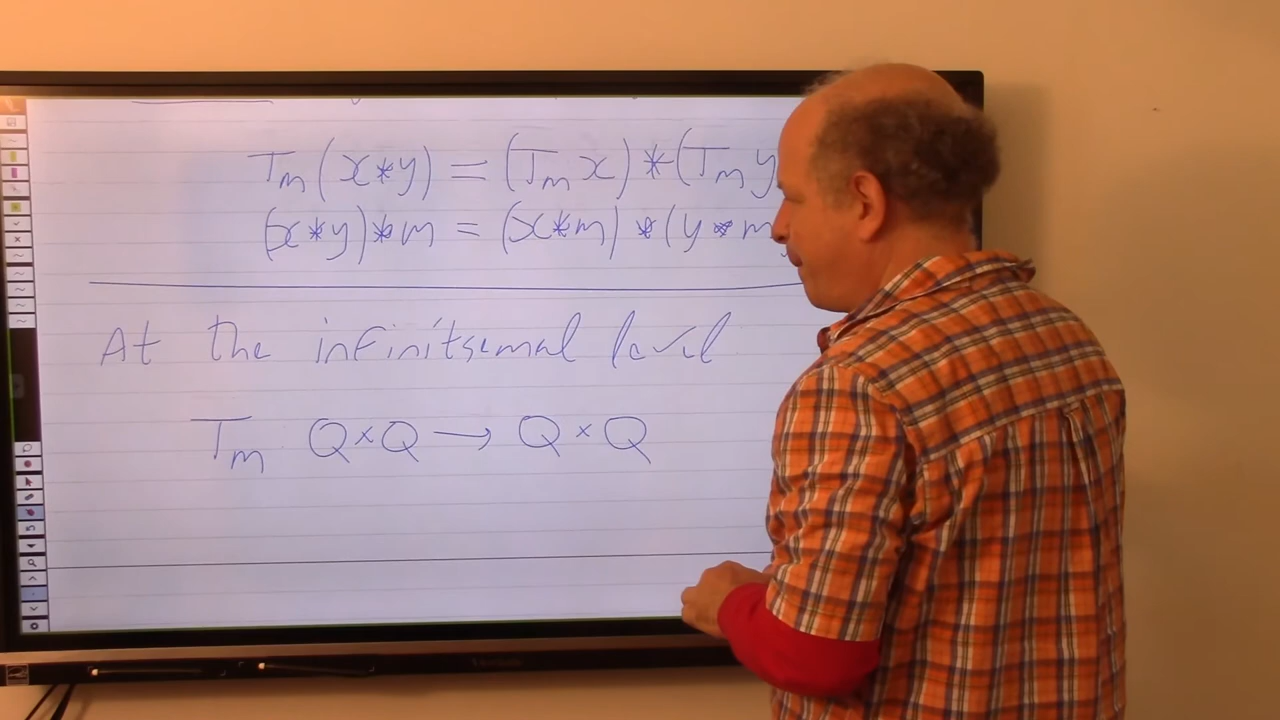 Tm(x*y) = (Tm x)*(Tm y
(x*y)*m = (x*m)*(y*m
At the infinitsemal level
Tm Q×Q → Q×Q